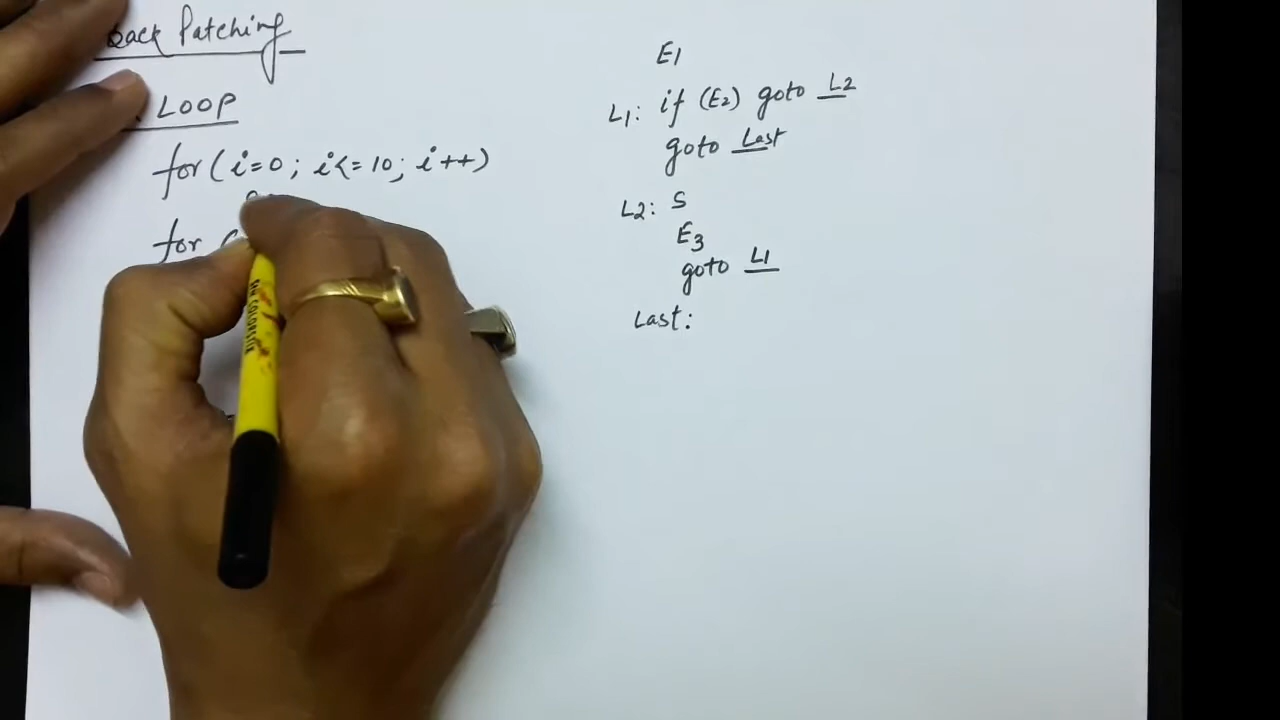 Back Patching
LOOP
for ( i=0 ; i<= 10 ; i++)
for (
E1
L1: if (E2) goto L2
goto Last
L2: S
E3
goto L1
Last: